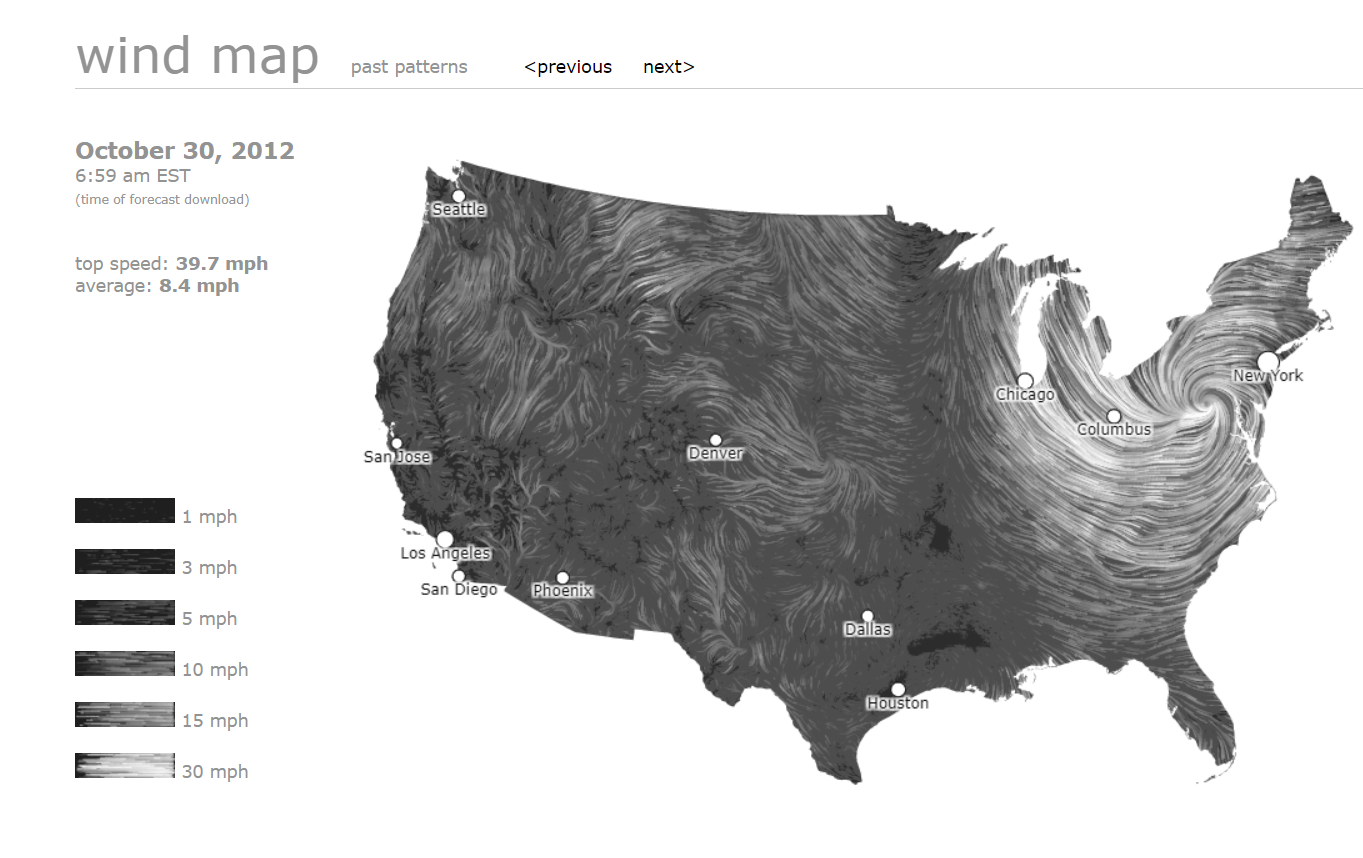 wind map past patterns <previous next>
October 30, 2012
6:59 am EST
(time of forecast download)
top speed: 39.7 mph
average: 8.4 mph
1 mph
3 mph
5 mph
10 mph
15 mph
30 mph
Seattle
New York
Chicago
Columbus
Denver
San Jose
Los Angeles
San Diego
Phoenix
Dallas
Houston